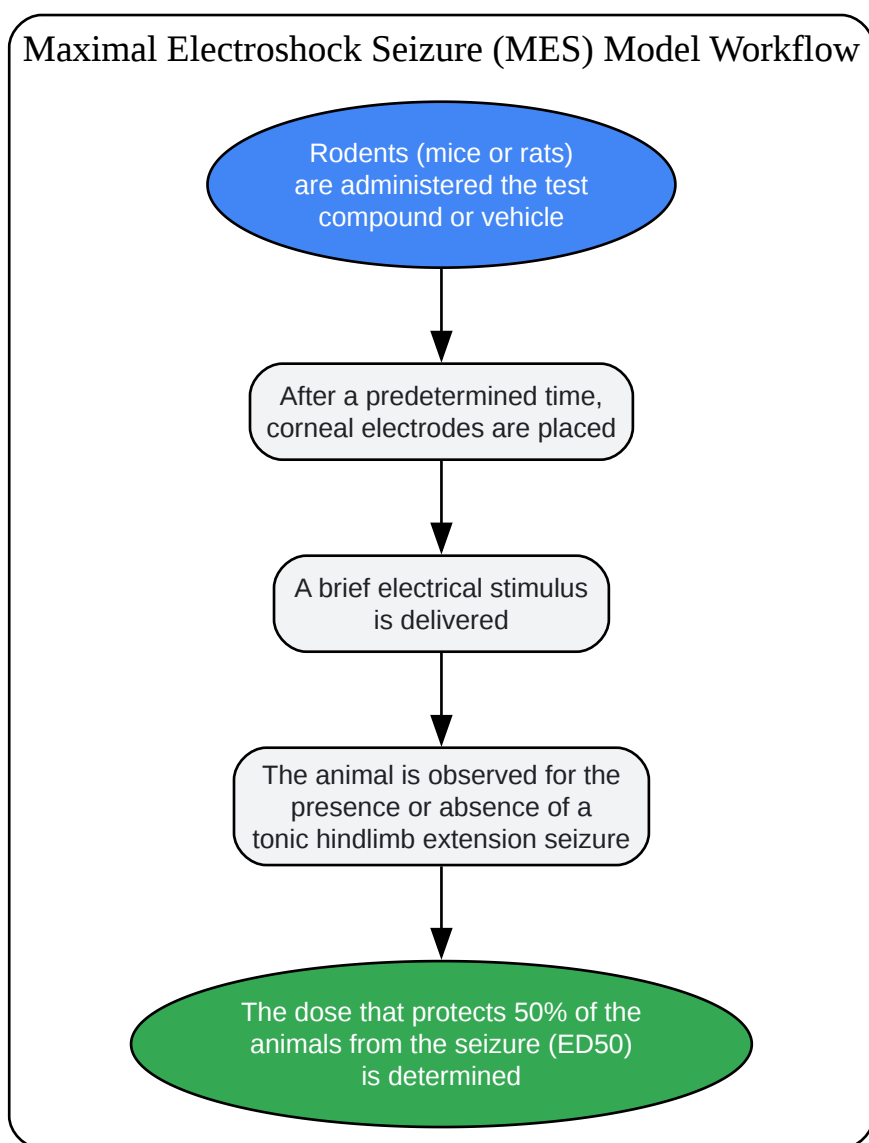 Maximal Electroshock Seizure (MES) Model Workflow
Rodents (mice or rats)
are administered the test
compound or vehicle
After a predetermined time,
corneal electrodes are placed
A brief electrical stimulus
is delivered
The animal is observed for the
presence or absence of a
tonic hindlimb extension seizure
The dose that protects 50% of the
animals from the seizure (ED50)
is determined